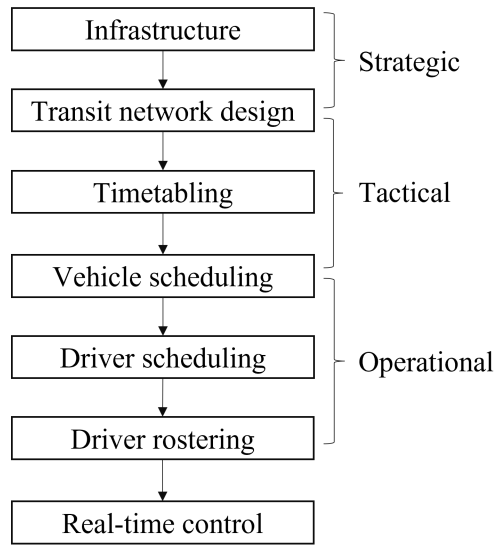 Infrastructure
Strategic
Transit network design
Timetabling
Tactical
Vehicle scheduling
Driver scheduling
Operational
Driver rostering
Real-time control